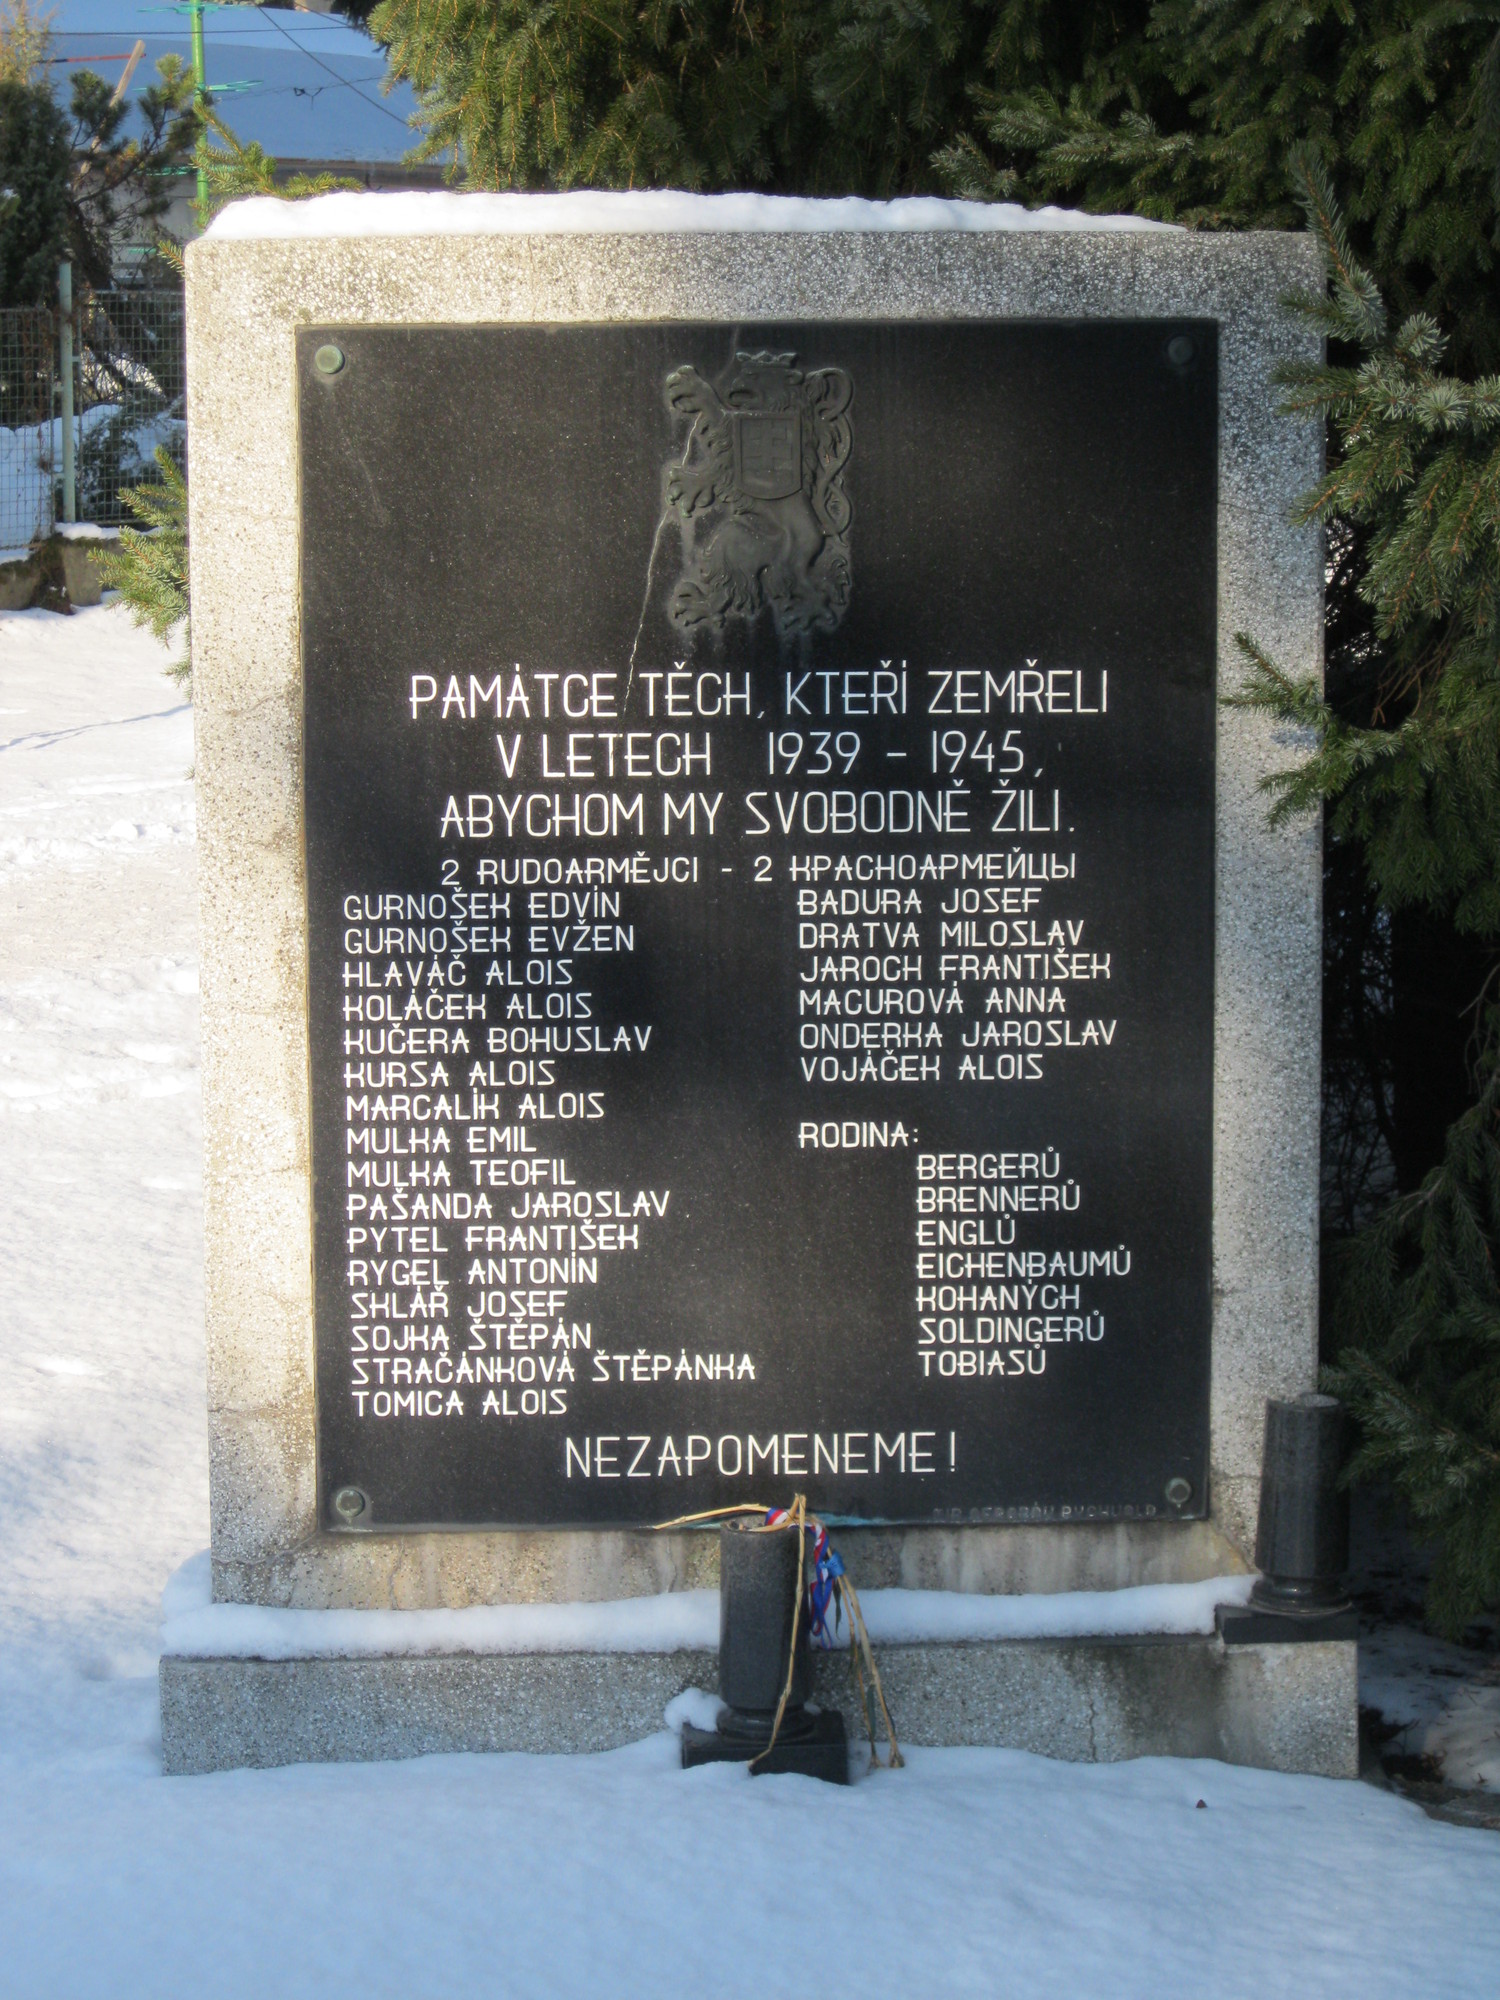 PAMÁTCE TĚCH, KTEŘÍ ZEMŘELI
V LETECH 1939 - 1945,
ABYCHOM MY SVOBODNĚ ŽILI.
2 RUDOARMĚJCI - 2 КРАСНОАРМЕЙЦЫ
GURNOŠEK EDVÍN
GURNOŠEK EVŽEN
HLAVÁČ ALOIS
KOLÁČEK ALOIS
KUČERA BOHUSLAV
KURSA ALOIS
MARCALÍK ALOIS
MULKA EMIL
MULKA TEOFIL
PAŠANDA JAROSLAV
PYTEL FRANTIŠEK
RYGEL ANTONÍN
SKLÁŘ JOSEF
SOJKA ŠTĚPÁN
STRAČÁNKOVÁ ŠTĚPÁNKA
TOMICA ALOIS
BADURA JOSEF
DRATVA MILOSLAV
JAROCH FRANTIŠEK
MACUROVÁ ANNA
ONDERKA JAROSLAV
VOJÁČEK ALOIS
RODINA:
BERGERŮ
BRENNERŮ
ENGLŮ
EICHENBAUMŮ
KOHANÝCH
SOLDINGERŮ
TOBIASŮ
NEZAPOMENEME!